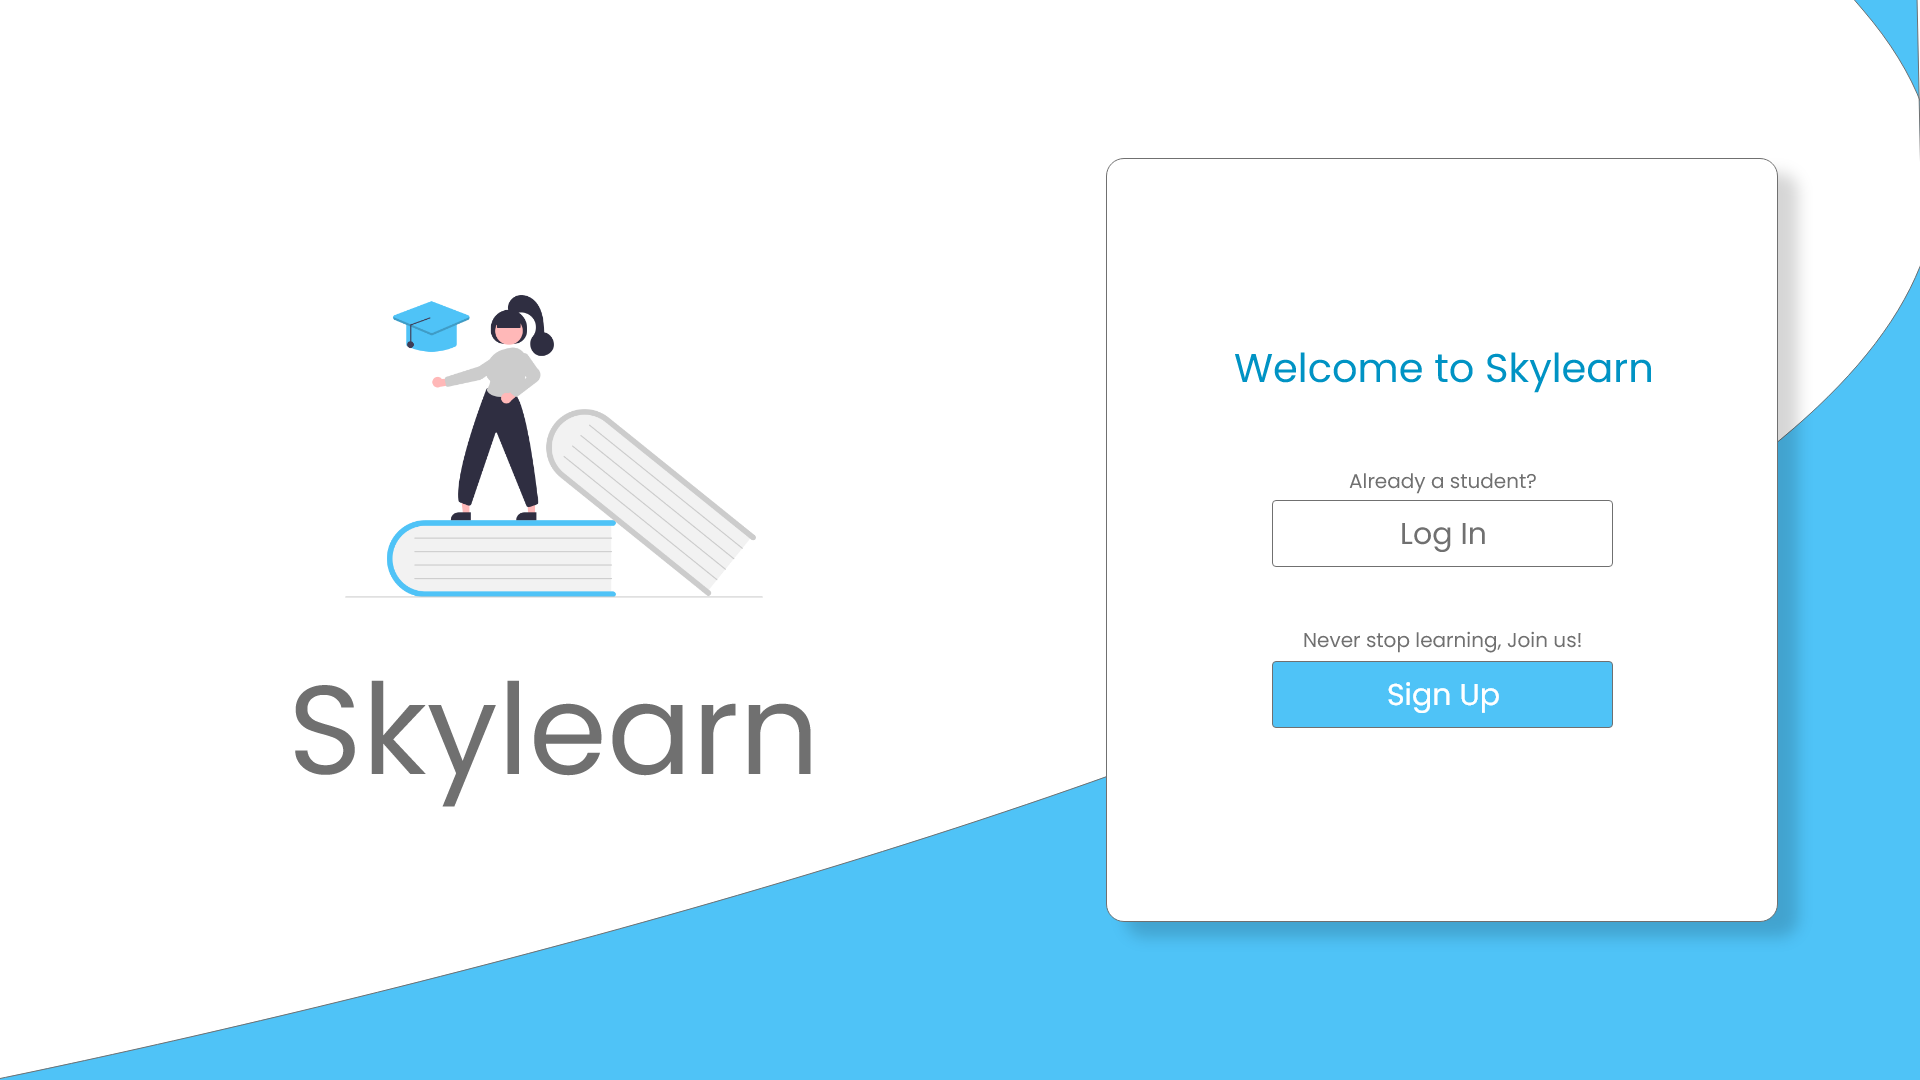 Skylearn
Welcome to Skylearn
Already a student?
Log In
Never stop learning, Join us!
Sign Up